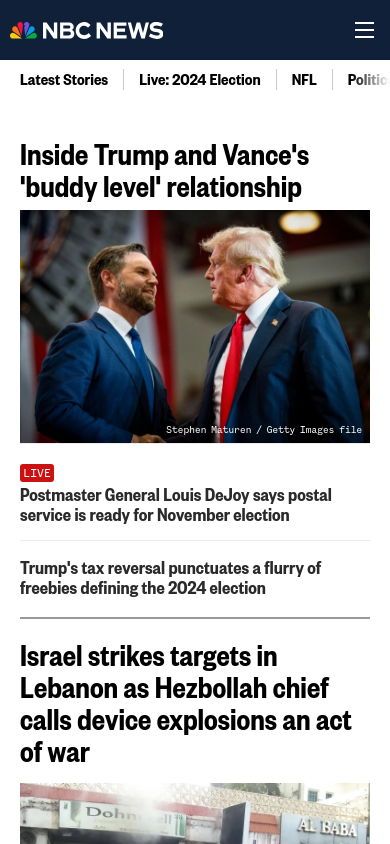 NBC NEWS
Latest Stories
Live: 2024 Election
NFL
Politic
Inside Trump and Vance's
'buddy level' relationship
Stephen Maturen / Getty Images file
LIVE
Postmaster General Louis DeJoy says postal
service is ready for November election
Trump's tax reversal punctuates a flurry of
freebies defining the 2024 election
Israel strikes targets in
Lebanon as Hezbollah chief
calls device explosions an act
of war
AL BABA